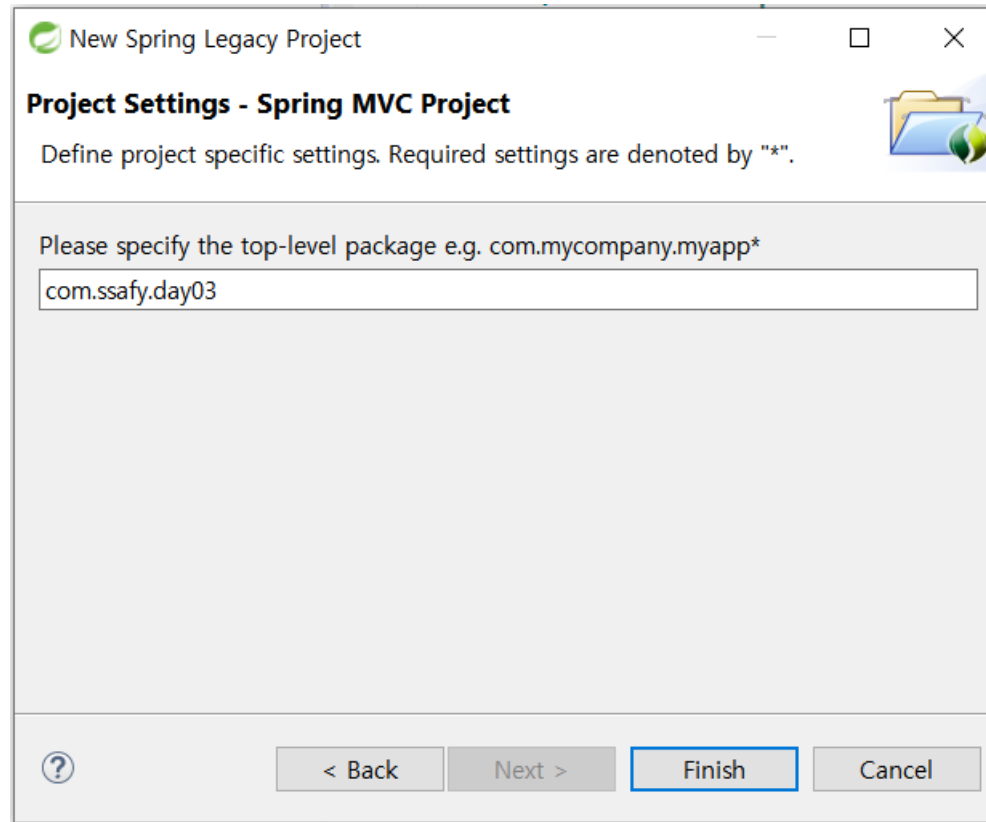 New Spring Legacy Project
Project Settings - Spring MVC Project
Define project specific settings. Required settings are denoted by "*".
Please specify the top-level package e.g. com.mycompany.myapp*
com.ssafy.day03
?
< Back
Next >
Finish
Cancel